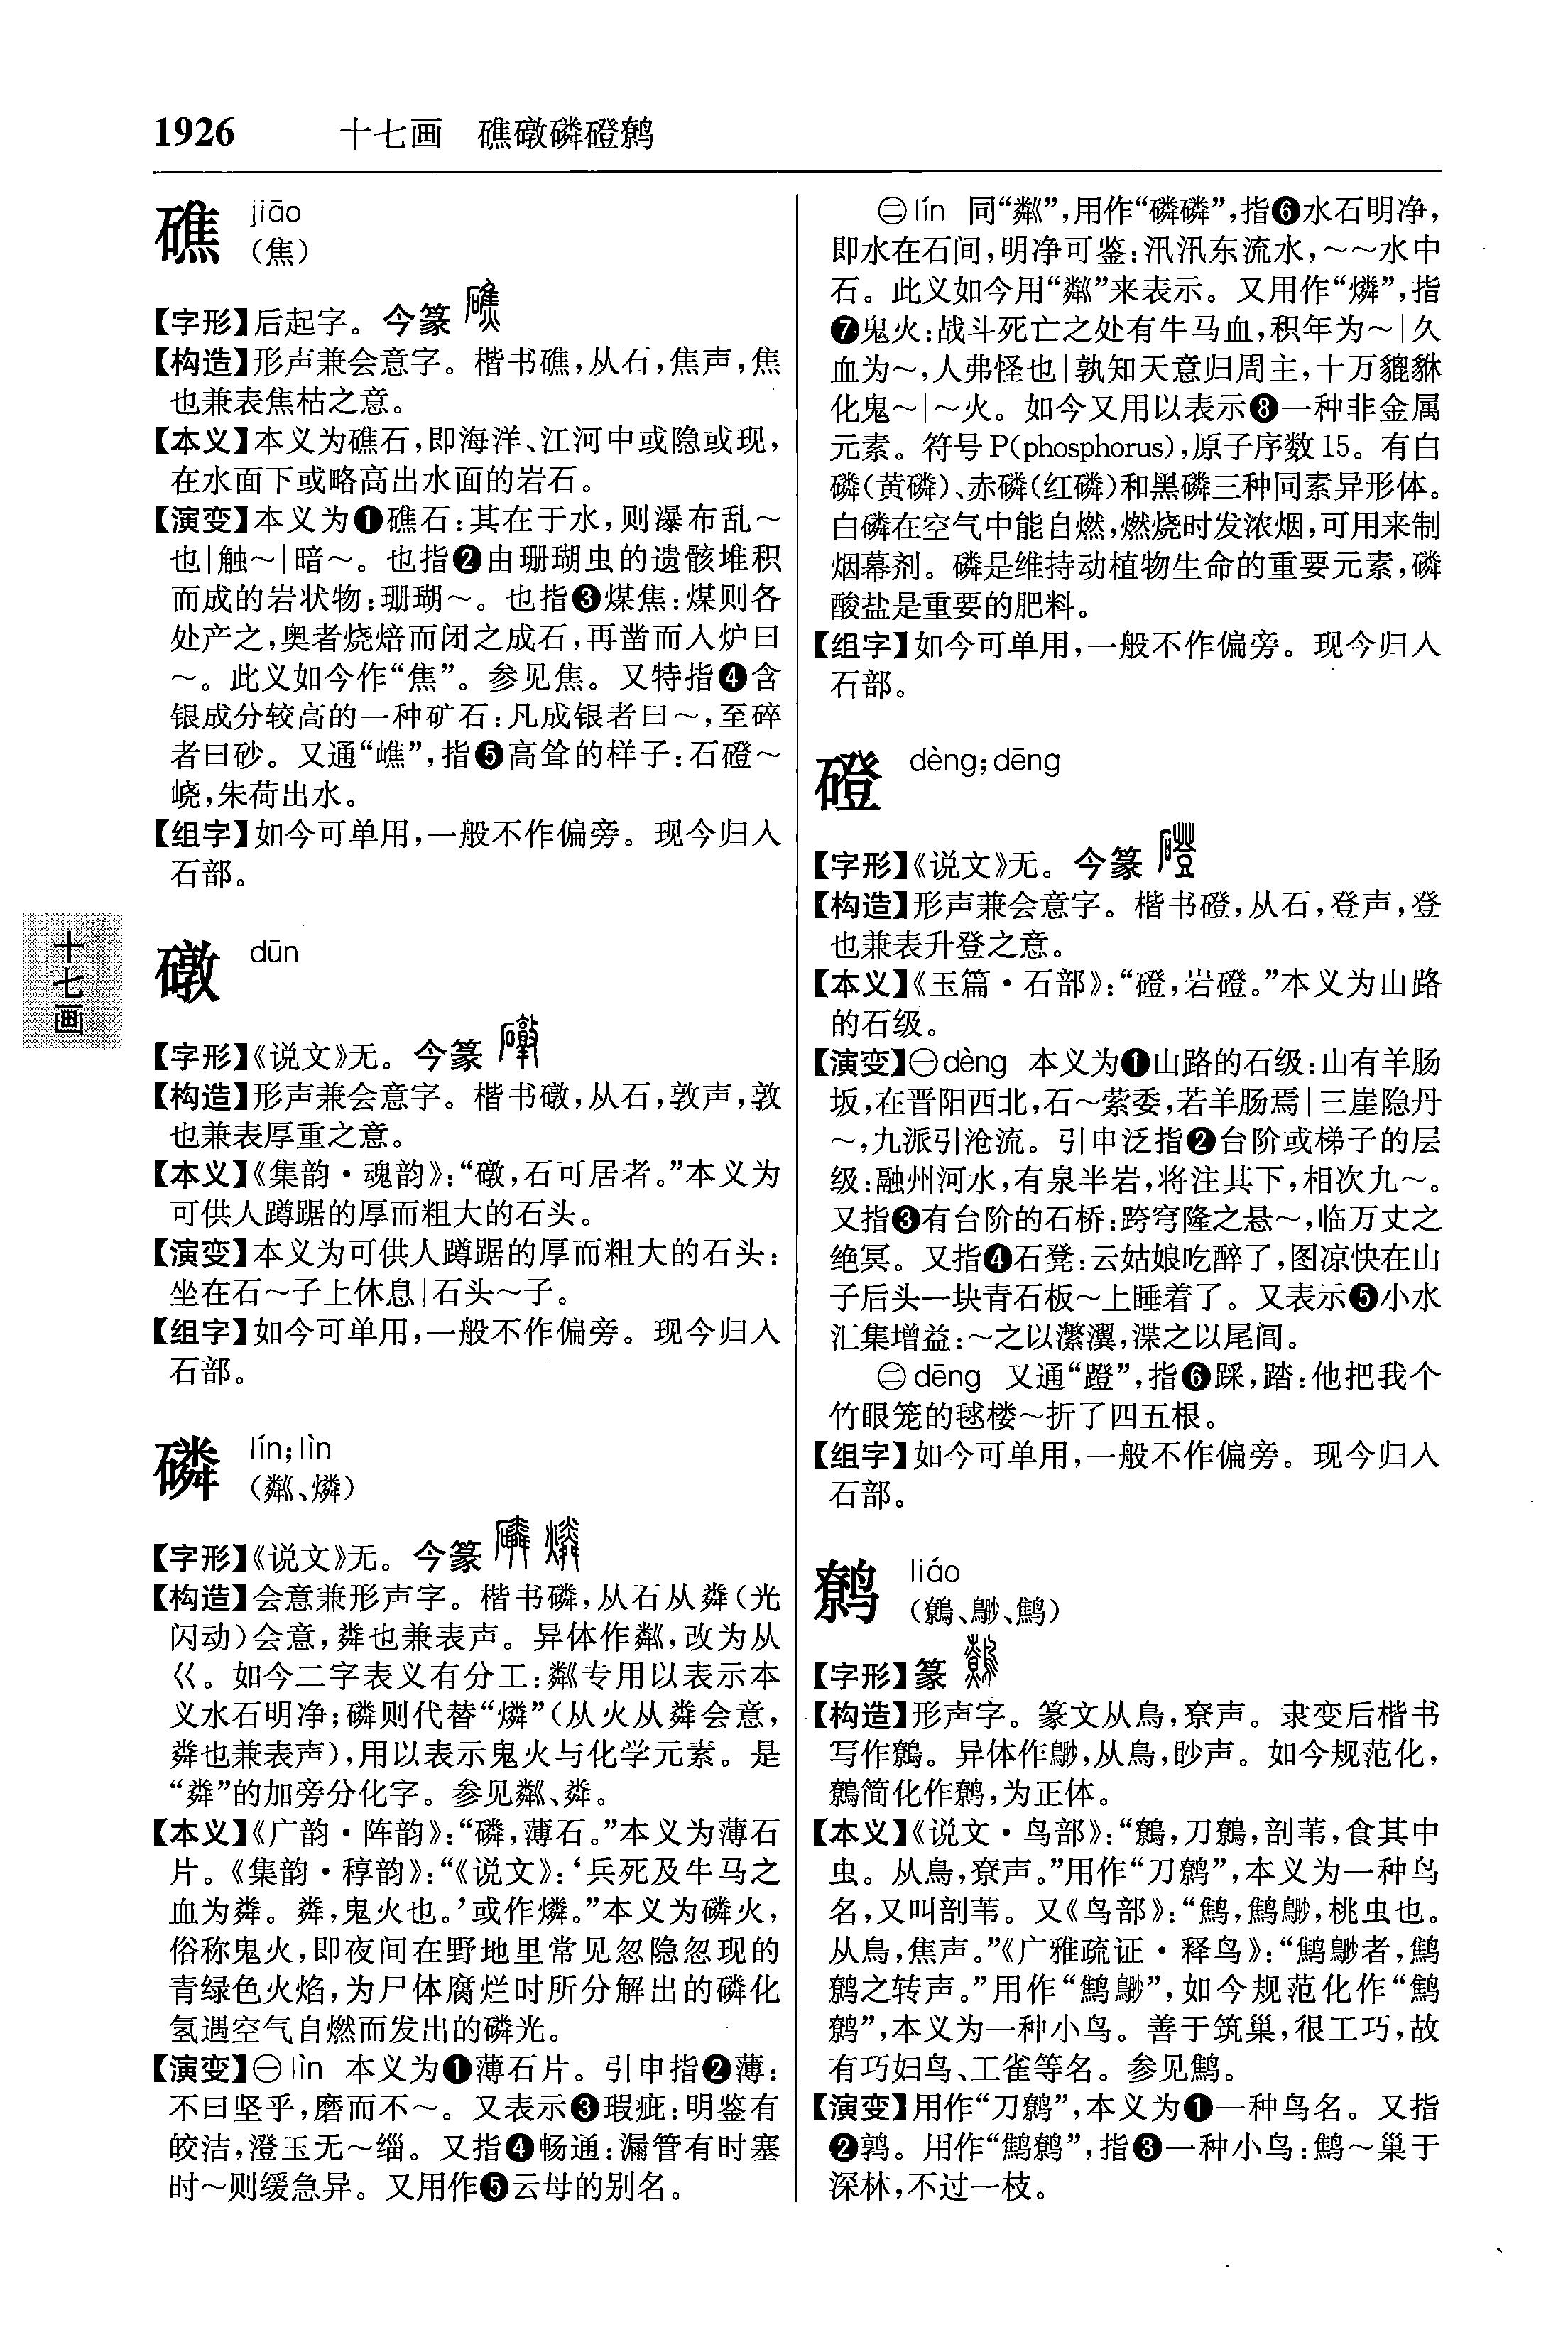 1926 十七画 礁礅磷磴鹩
礁 jiāo
（焦）
【字形】后起字。今篆
【构造】形声兼会意字。楷书礁，从石，焦声，焦
也兼表焦枯之意。
【本义】本义为礁石，即海洋、江河中或隐或现，
在水面下或略高出水面的岩石。
【演变】本义为❶礁石：其在于水，则瀑布乱～
也|触～|暗～。也指❷由珊瑚虫的遗骸堆积
而成的岩状物：珊瑚～。也指❸煤焦：煤则各
处产之，奥者烧焙而闭之成石，再凿而入炉曰
～。此义如今作“焦”。参见焦。又特指❹含
银成分较高的一种矿石：凡成银者曰～，至碎
者曰砂。又通“嶕”，指❺高耸的样子：石磴～
峣，朱荷出水。
【组字】如今可单用，一般不作偏旁。现今归入
石部。
十七画
礅 dūn
【字形】《说文》无。今篆
【构造】形声兼会意字。楷书礅，从石，敦声，敦
也兼表厚重之意。
【本义】《集韵·魂韵》：“礅，石可居者。”本义为
可供人蹲踞的厚而粗大的石头。
【演变】本义为可供人蹲踞的厚而粗大的石头：
坐在石～子上休息|石头～子。
【组字】如今可单用，一般不作偏旁。现今归入
石部。
磷 lín；lìn
（粼、燐）
【字形】《说文》无。今篆
【构造】会意兼形声字。楷书磷，从石从粦（光
闪动）会意，粦也兼表声。异体作粼，改为从
巜。如今二字表义有分工：粼专用以表示本
义水石明净；磷则代替“燐”（从火从粦会意，
粦也兼表声），用以表示鬼火与化学元素。是
“粦”的加旁分化字。参见粼、粦。
【本义】《广韵·阵韵》：“磷，薄石。”本义为薄石
片。《集韵·稕韵》：“《说文》：‘兵死及牛马之
血为粦。粦，鬼火也。’或作燐。”本义为磷火，
俗称鬼火，即夜间在野地里常见忽隐忽现的
青绿色火焰，为尸体腐烂时所分解出的磷化
氢遇空气自燃而发出的磷光。
【演变】㊀lìn 本义为❶薄石片。引申指❷薄：
不曰坚乎，磨而不～。又表示❸瑕疵：明鉴有
皎洁，澄玉无～缁。又指❹畅通：漏管有时塞
时～则缓急异。又用作❺云母的别名。
㊁lín 同“粼”，用作“磷磷”，指❻水石明净，
即水在石间，明净可鉴：汛汛东流水，～～水中
石。此义如今用“粼”来表示。又用作“燐”，指
❼鬼火：战斗死亡之处有牛马血，积年为～|久
血为～，人弗怪也|孰知天意归周主，十万貔貅
化鬼～|～火。如今又用以表示❽一种非金属
元素。符号P(phosphorus)，原子序数15。有白
磷（黄磷）、赤磷（红磷）和黑磷三种同素异形体。
白磷在空气中能自燃，燃烧时发浓烟，可用来制
烟幕剂。磷是维持动植物生命的重要元素，磷
酸盐是重要的肥料。
【组字】如今可单用，一般不作偏旁。现今归入
石部。
磴 dèng；dēng
【字形】《说文》无。今篆
【构造】形声兼会意字。楷书磴，从石，登声，登
也兼表升登之意。
【本义】《玉篇·石部》：“磴，岩磴。”本义为山路
的石级。
【演变】㊀dèng 本义为❶山路的石级：山有羊肠
坂，在晋阳西北，石～萦委，若羊肠焉|三崖隐丹
～，九派引沧流。引申泛指❷台阶或梯子的层
级：融州河水，有泉半岩，将注其下，相次九～。
又指❸有台阶的石桥：跨穹隆之悬～，临万丈之
绝冥。又指❹石凳：云姑娘吃醉了，图凉快在山
子后头一块青石板～上睡着了。又表示❺小水
汇集增益：～之以瀿瀷，渫之以尾闾。
㊁dēng 又通“蹬”，指❻踩，踏：他把我个
竹眼笼的毬楼～折了四五根。
【组字】如今可单用，一般不作偏旁。现今归入
石部。
鹩 liáo
（鷯、鷚、鹪）
【字形】篆
【构造】形声字。篆文从鳥，尞声。隶变后楷书
写作鷯。异体作𪃦，从鳥，眇声。如今规范化，
鷯简化作鹩，为正体。
【本义】《说文·鸟部》：“鷯，刀鷯，剖苇，食其中
虫。从鳥，尞声。”用作“刀鹩”，本义为一种鸟
名，又叫剖苇。又《鸟部》：“鹪，鹪𪃦，桃虫也。
从鳥，焦声。”《广雅疏证·释鸟》：“鹪𪃦者，鹪
鹩之转声。”用作“鹪𪃦”，如今规范化作“鹪
鹩”，本义为一种小鸟。善于筑巢，很工巧，故
有巧妇鸟、工雀等名。参见鹪。
【演变】用作“刀鹩”，本义为❶一种鸟名。又指
❷鹑。用作“鹪鹩”，指❸一种小鸟：鹪～巢于
深林，不过一枝。